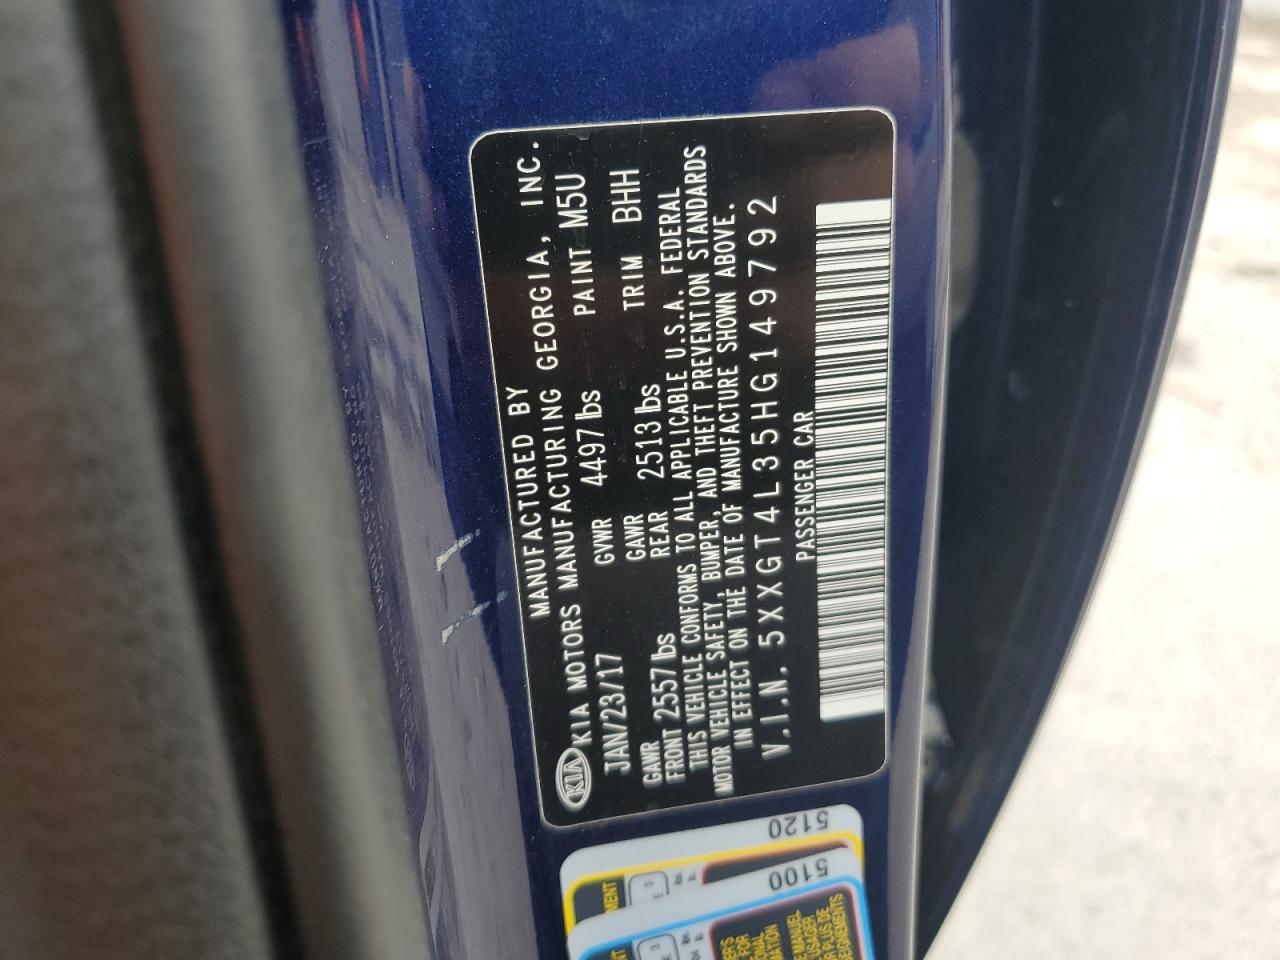 MANUFACTURED BY
KIA KIA MOTORS MANUFACTURING GEORGIA, INC.
JAN/23/17 GVWR 4497 lbs PAINT M5U
GAWR FRONT 2557 lbs GAWR REAR 2513 lbs TRIM BHH
THIS VEHICLE CONFORMS TO ALL APPLICABLE U.S.A. FEDERAL
MOTOR VEHICLE SAFETY, BUMPER, AND THEFT PREVENTION STANDARDS
IN EFFECT ON THE DATE OF MANUFACTURE SHOWN ABOVE.
V.I.N. 5XXGT4L35HG149792
PASSENGER CAR
5120
5100